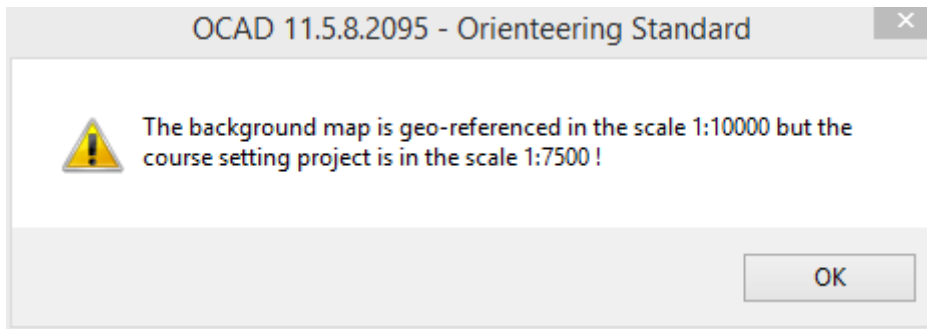 OCAD 11.5.8.2095 - Orienteering Standard
The background map is geo-referenced in the scale 1:10000 but the
course setting project is in the scale 1:7500 !
OK